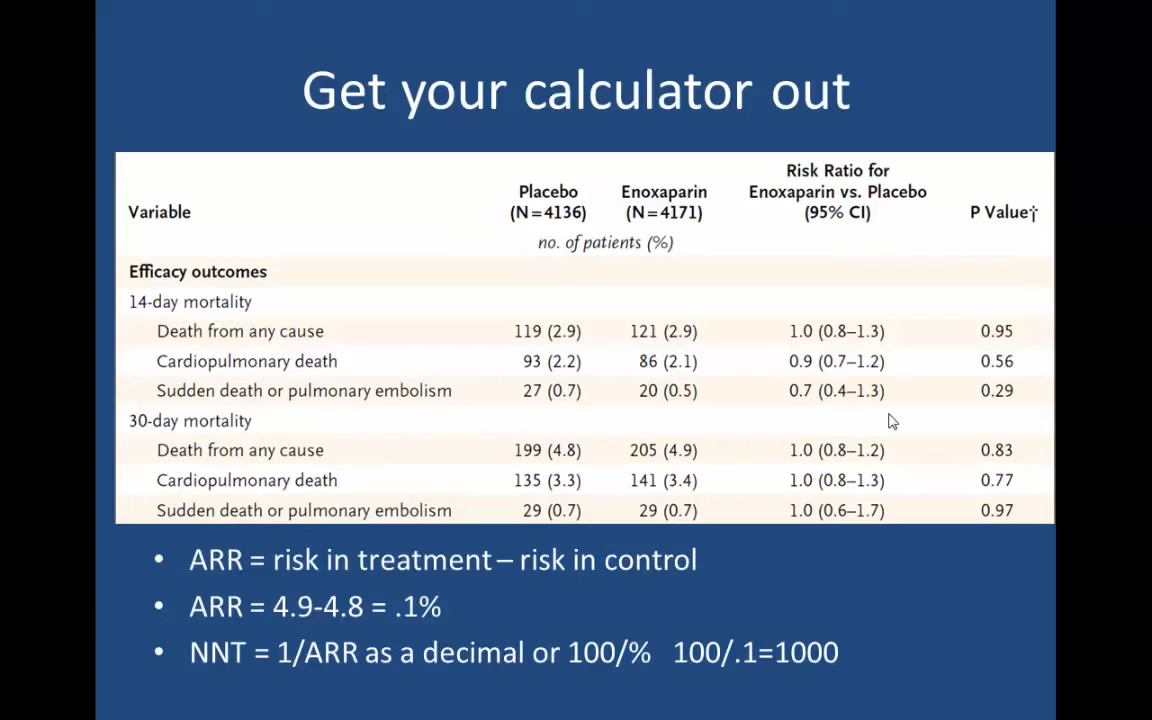 Get your calculator out
Risk Ratio for
Placebo Enoxaparin Enoxaparin vs. Placebo
Variable (N=4136) (N=4171) (95% CI) P Value†
no. of patients (%)
Efficacy outcomes
14-day mortality
Death from any cause 119 (2.9) 121 (2.9) 1.0 (0.8–1.3) 0.95
Cardiopulmonary death 93 (2.2) 86 (2.1) 0.9 (0.7–1.2) 0.56
Sudden death or pulmonary embolism 27 (0.7) 20 (0.5) 0.7 (0.4–1.3) 0.29
30-day mortality
Death from any cause 199 (4.8) 205 (4.9) 1.0 (0.8–1.2) 0.83
Cardiopulmonary death 135 (3.3) 141 (3.4) 1.0 (0.8–1.3) 0.77
Sudden death or pulmonary embolism 29 (0.7) 29 (0.7) 1.0 (0.6–1.7) 0.97
• ARR = risk in treatment – risk in control
• ARR = 4.9-4.8 = .1%
• NNT = 1/ARR as a decimal or 100/% 100/.1=1000